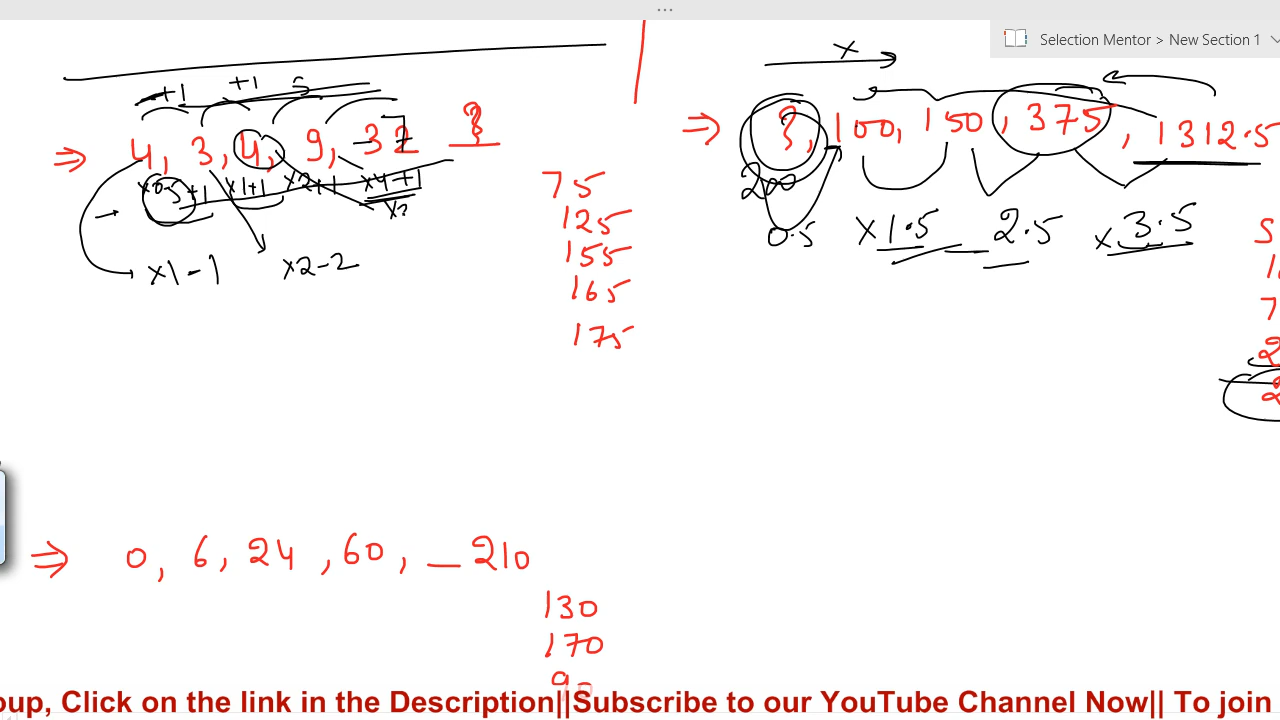 Selection Mentor > New Section 1
+1 +1 5
⇒ 4, 3, 4, 9, 37 ?
×0.5+1 ×1+1 ×2+1 ×4+1
×1-1 ×2-2
75
125
155
165
175
×
⇒ ?, 100, 150, 375, 1312.5
200
0.5 ×1.5 2.5 ×3.5
⇒ 0, 6, 24, 60, _ 210
130
170
90
oup, Click on the link in the Description||Subscribe to our YouTube Channel Now|| To join